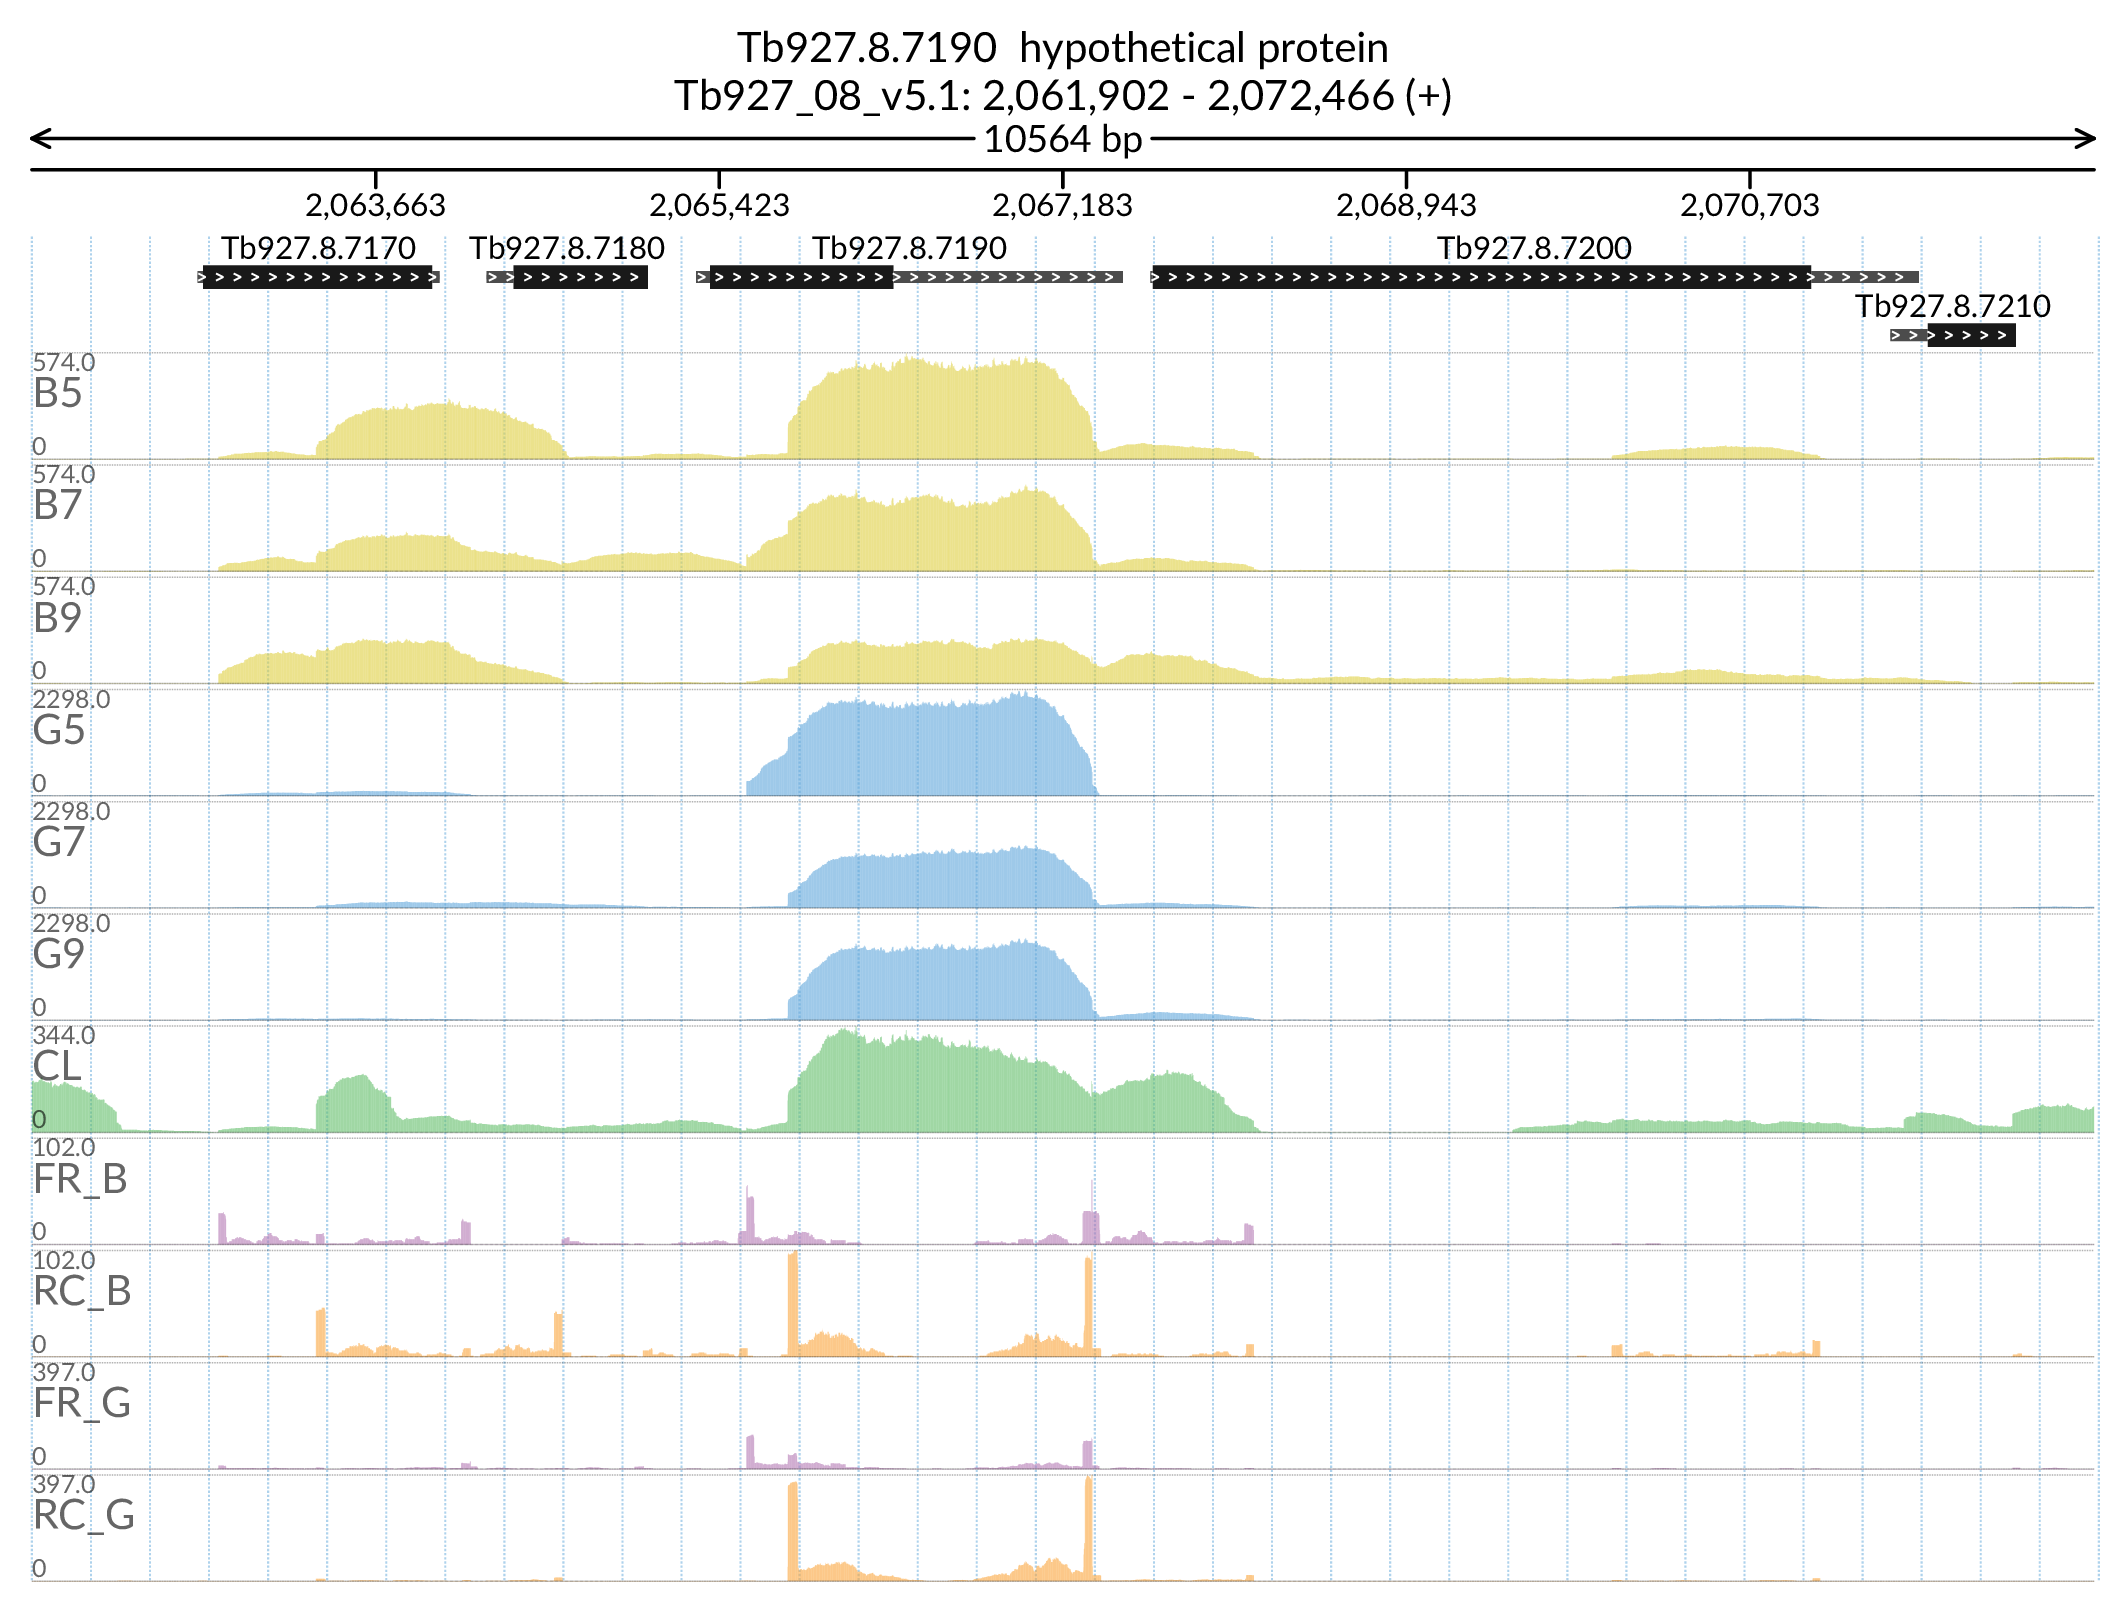 Tb927.8.7190  hypothetical protein
Tb927_08_v5.1: 2,061,902 - 2,072,466 (+)
10564 bp
2,063,663 2,065,423 2,067,183 2,068,943 2,070,703
Tb927.8.7170 Tb927.8.7180 Tb927.8.7190 Tb927.8.7200
Tb927.8.7210
574.0
B5
0
574.0
B7
0
574.0
B9
0
2298.0
G5
0
2298.0
G7
0
2298.0
G9
0
344.0
CL
0
102.0
FR_B
0
102.0
RC_B
0
397.0
FR_G
0
397.0
RC_G
0